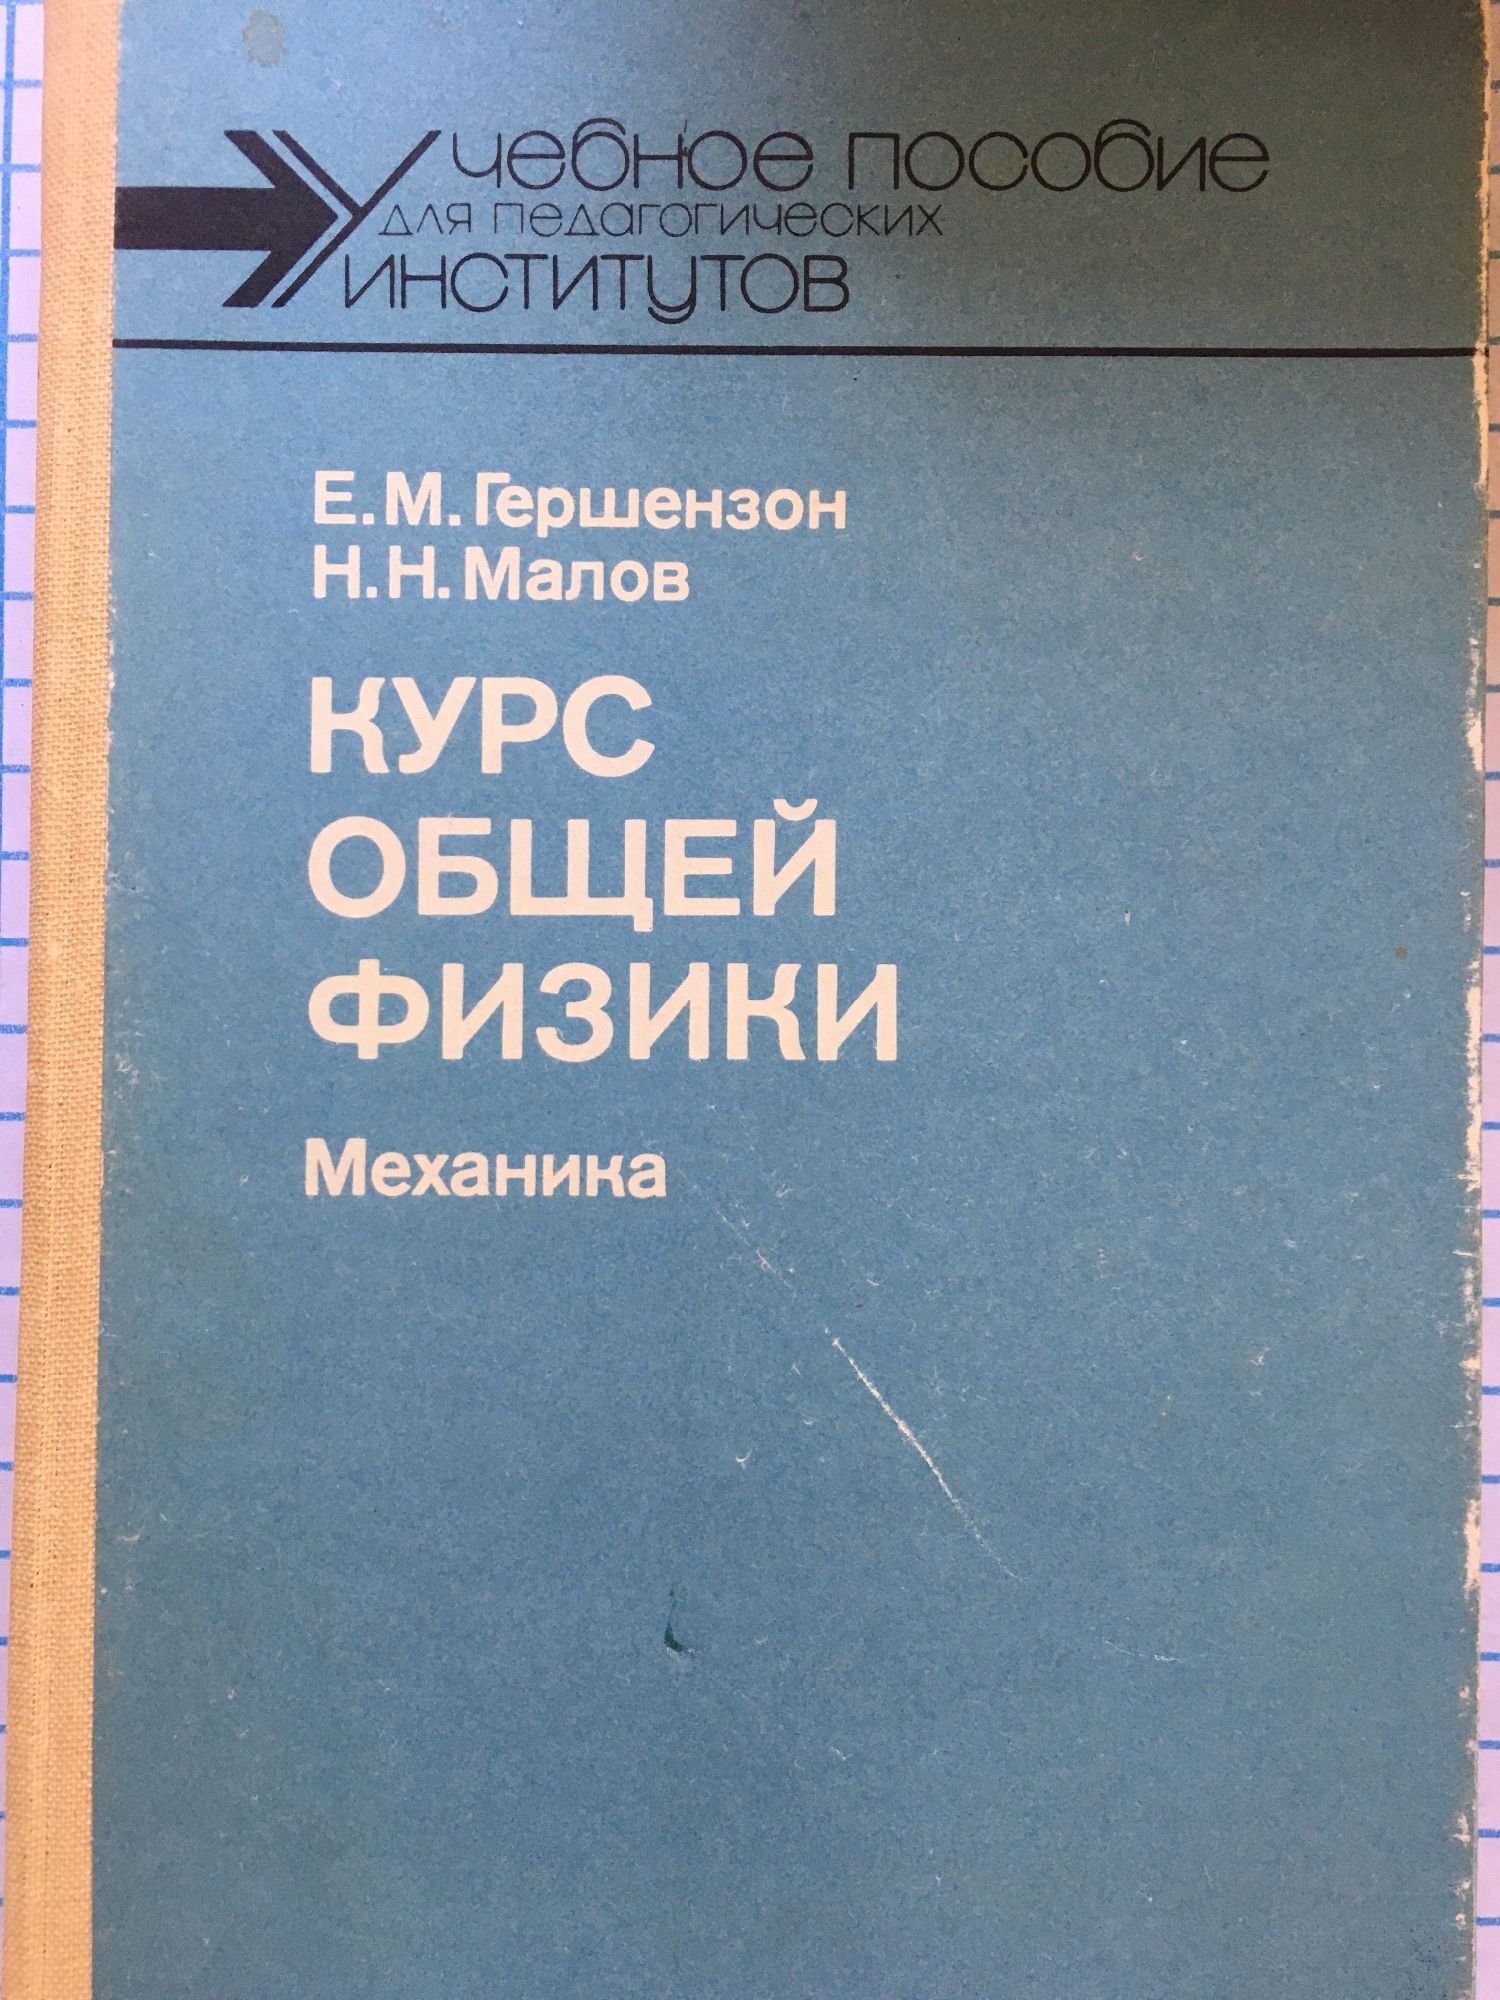 Учебное пособие
для педагогических
институтов
Е.М.Гершензон
Н.Н.Малов
КУРС
ОБЩЕЙ
ФИЗИКИ
Механика